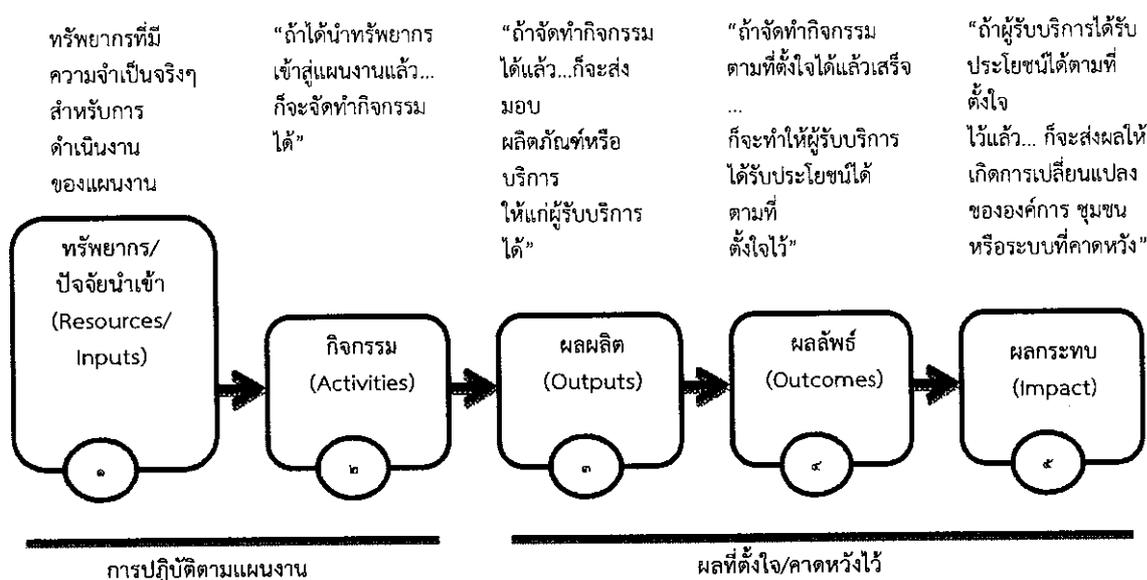 ทรัพยากรที่มี
ความจำเป็นจริงๆ
สำหรับการ
ดำเนินงาน
ของแผนงาน
“ถ้าได้นำทรัพยากร
เข้าสู่แผนงานแล้ว...
ก็จะจัดทำกิจกรรม
ได้”
“ถ้าจัดทำกิจกรรม
ได้แล้ว...ก็จะส่ง
มอบ
ผลิตภัณฑ์หรือ
บริการ
ให้แก่ผู้รับบริการ
ได้”
“ถ้าจัดทำกิจกรรม
ตามที่ตั้งใจได้แล้วเสร็จ
...
ก็จะทำให้ผู้รับบริการ
ได้รับประโยชน์ได้
ตามที่
ตั้งใจไว้”
“ถ้าผู้รับบริการได้รับ
ประโยชน์ได้ตามที่
ตั้งใจ
ไว้แล้ว... ก็จะส่งผลให้
เกิดการเปลี่ยนแปลง
ขององค์การ ชุมชน
หรือระบบที่คาดหวัง”
ทรัพยากร/
ปัจจัยนำเข้า
(Resources/
Inputs)
๑
กิจกรรม
(Activities)
๒
ผลผลิต
(Outputs)
๓
ผลลัพธ์
(Outcomes)
๔
ผลกระทบ
(Impact)
๕
การปฏิบัติตามแผนงาน
ผลที่ตั้งใจ/คาดหวังไว้